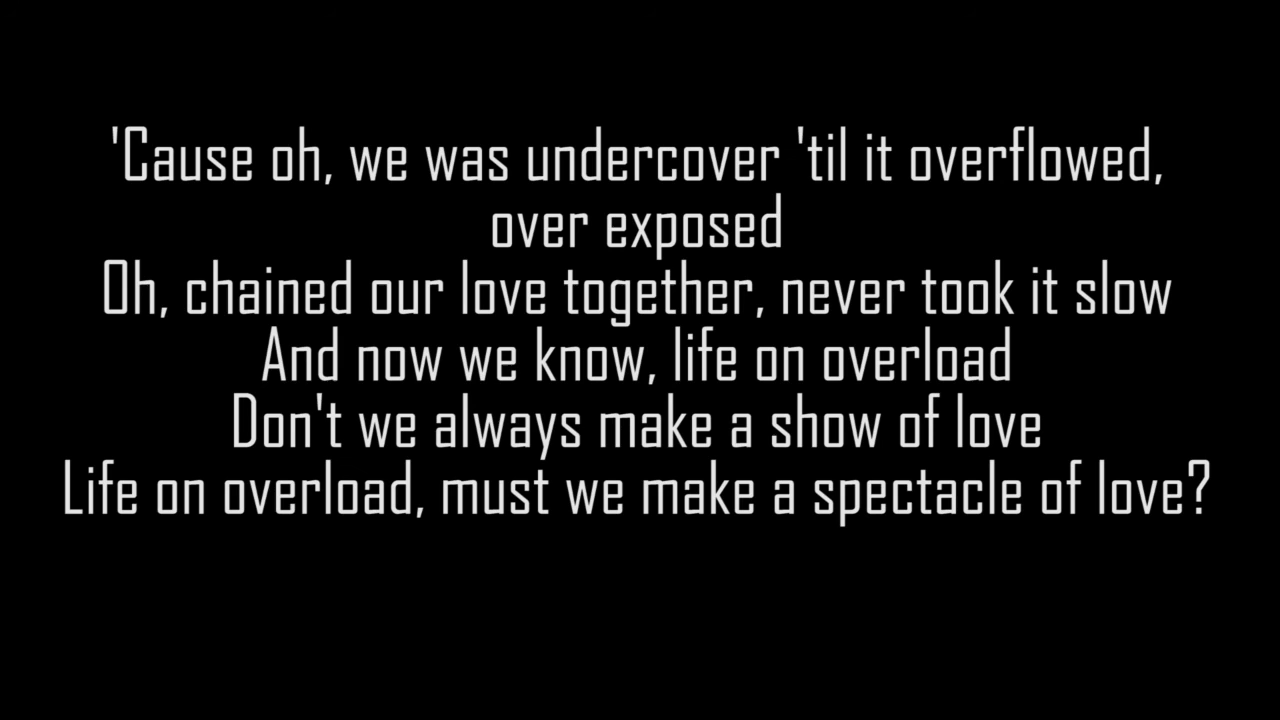 'Cause oh, we was undercover 'til it overflowed,
over exposed
Oh, chained our love together, never took it slow
And now we know, life on overload
Don't we always make a show of love
Life on overload, must we make a spectacle of love?